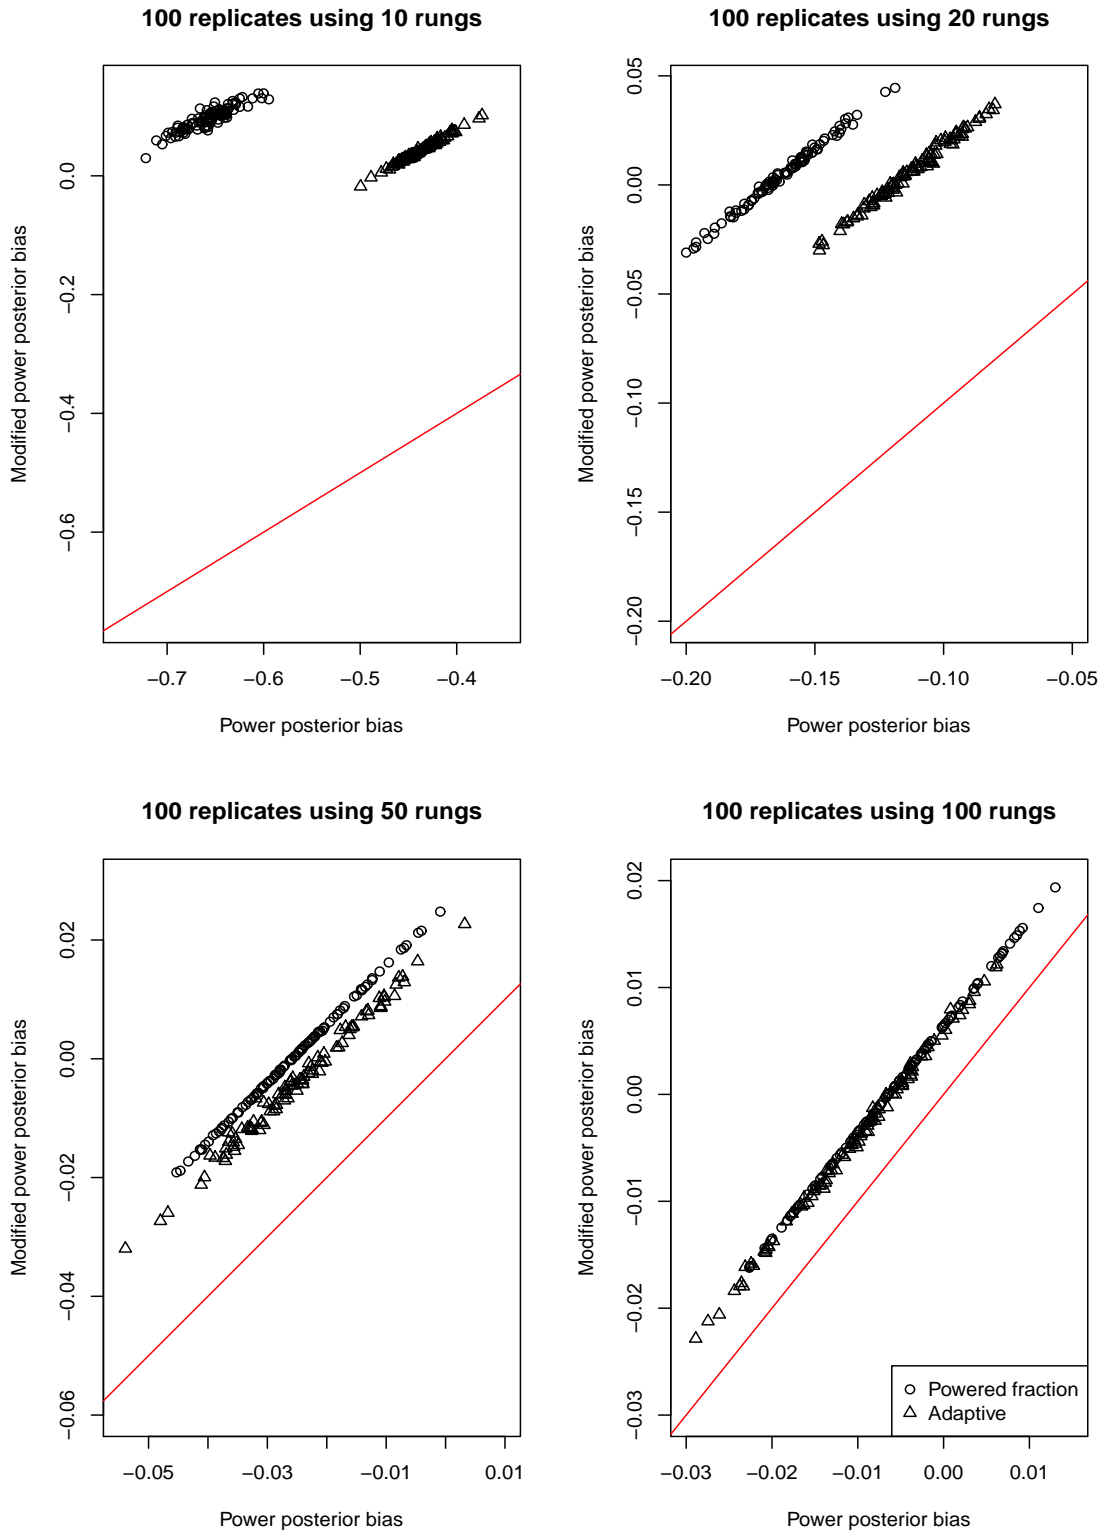 100 replicates using 10 rungs
Modified power posterior bias
0.0
−0.2
−0.4
−0.6
−0.7
−0.6
−0.5
−0.4
Power posterior bias
100 replicates using 20 rungs
Modified power posterior bias
0.05
0.00
−0.05
−0.10
−0.15
−0.20
−0.20
−0.15
−0.10
−0.05
Power posterior bias
100 replicates using 50 rungs
Modified power posterior bias
0.02
0.00
−0.02
−0.04
−0.06
−0.05
−0.03
−0.01
0.01
Power posterior bias
100 replicates using 100 rungs
Modified power posterior bias
0.02
0.01
0.00
−0.01
−0.02
−0.03
Powered fraction
Adaptive
−0.03
−0.02
−0.01
0.00
0.01
Power posterior bias